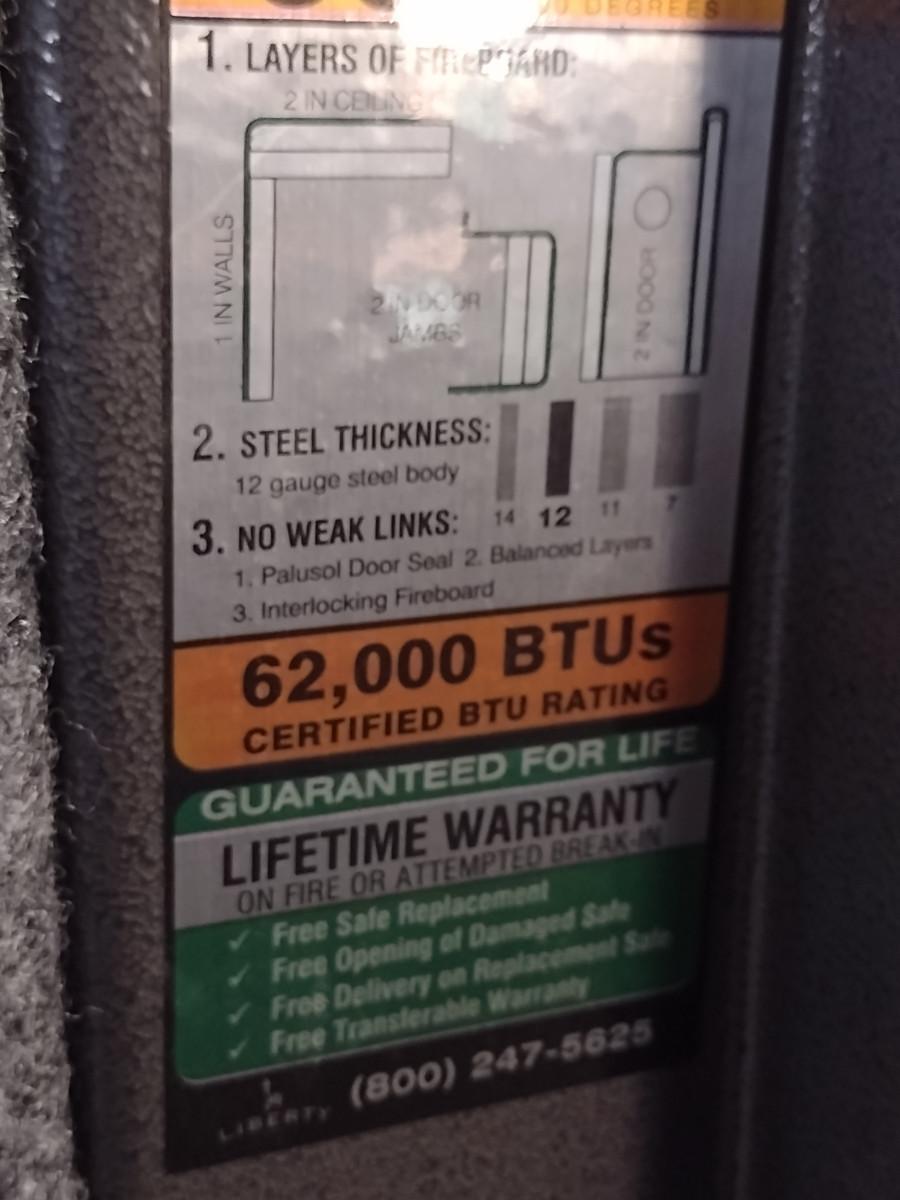 DEGREES
1. LAYERS OF FIREBOARD:
2 IN CEILING
1 IN WALLS
2 IN DOOR
JAMBS
2 IN DOOR
2. STEEL THICKNESS:
12 gauge steel body
14 12 11 7
3. NO WEAK LINKS:
1. Palusol Door Seal 2. Balanced Layers
3. Interlocking Fireboard
62,000 BTUs
CERTIFIED BTU RATING
GUARANTEED FOR LIFE
LIFETIME WARRANTY
ON FIRE OR ATTEMPTED BREAK-IN
✓ Free Safe Replacement
✓ Free Opening of Damaged Safe
✓ Free Delivery on Replacement Safe
✓ Free Transferable Warranty
LIBERTY (800) 247-5625